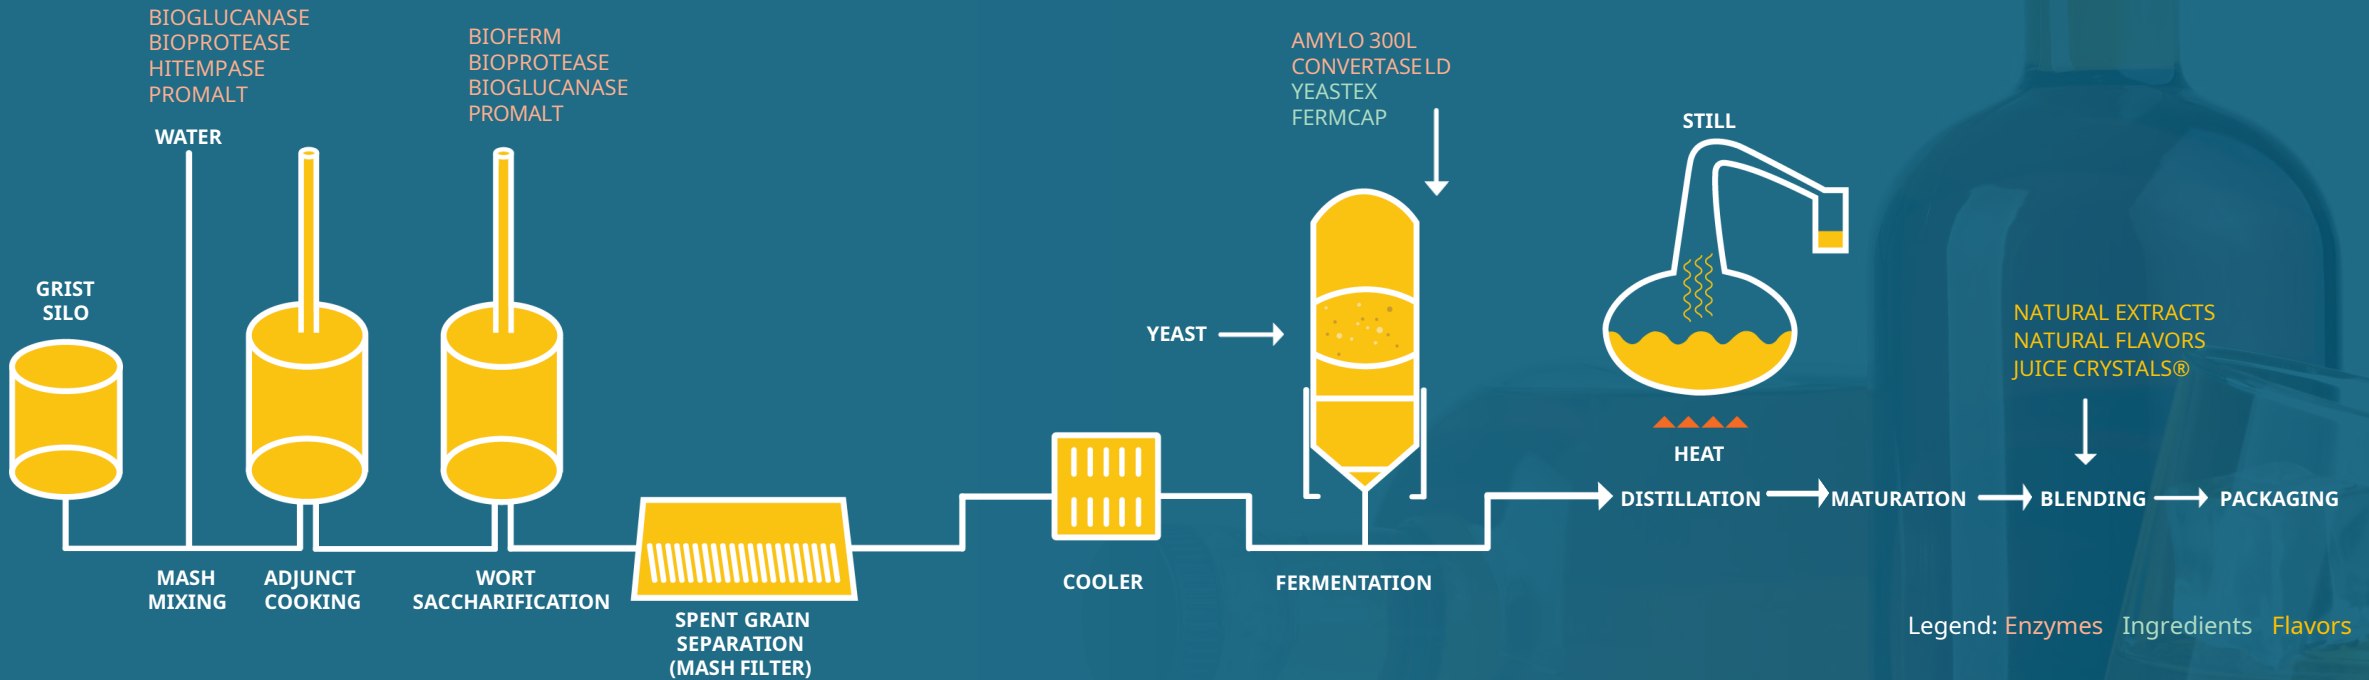 BIOGLUCANASE
BIOPROTEASE
HITEMPASE
PROMALT
WATER
BIOFERM
BIOPROTEASE
BIOGLUCANASE
PROMALT
AMYLO 300L
CONVERTASE LD
YEASTEX
FERMCAP
STILL
GRIST
SILO
YEAST
NATURAL EXTRACTS
NATURAL FLAVORS
JUICE CRYSTALS®
HEAT
DISTILLATION
MATURATION
BLENDING
PACKAGING
MASH
MIXING
ADJUNCT
COOKING
WORT
SACCHARIFICATION
SPENT GRAIN
SEPARATION
(MASH FILTER)
COOLER
FERMENTATION
Legend: Enzymes Ingredients Flavors